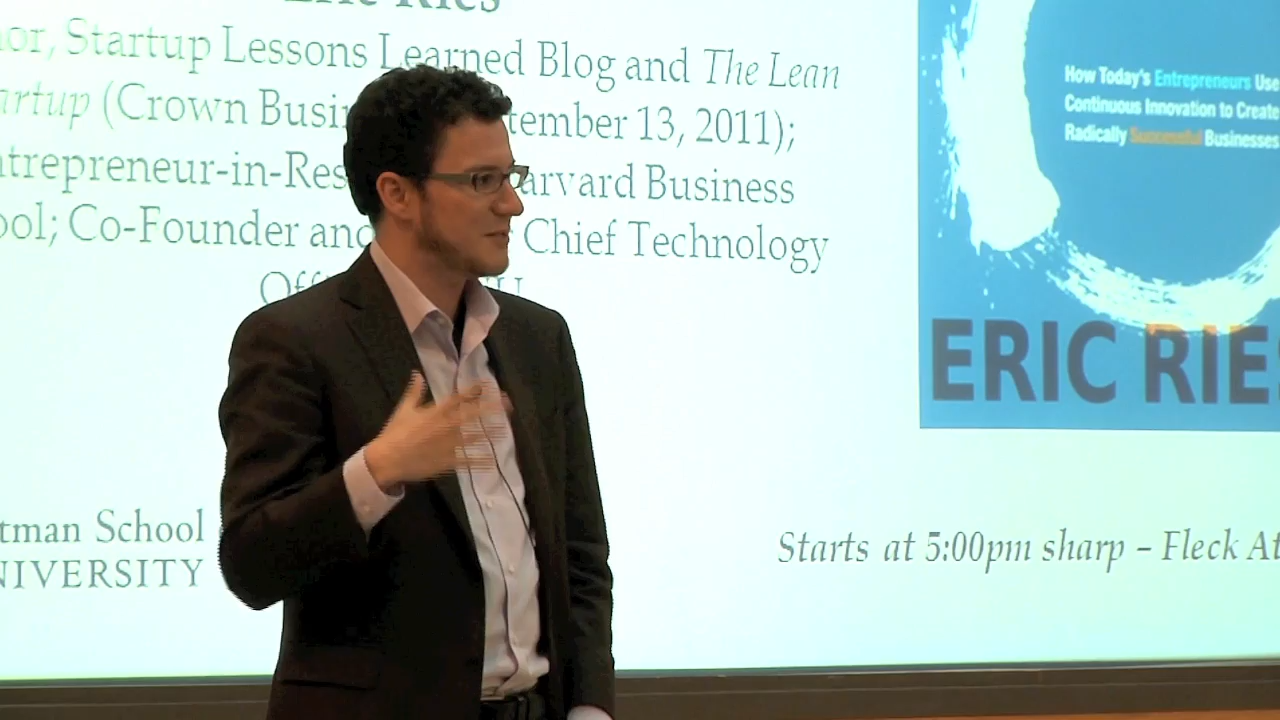 Eric Ries
or, Startup Lessons Learned Blog and The Lean
artup (Crown Busi tember 13, 2011);
ntrepreneur-in-Res arvard Business
ool; Co-Founder and Chief Technology
Off U
How Today's Entrepreneurs Use
Continuous Innovation to Create
Radically Successful Businesses
ERIC RIES
tman School
NIVERSITY
Starts at 5:00pm sharp – Fleck At